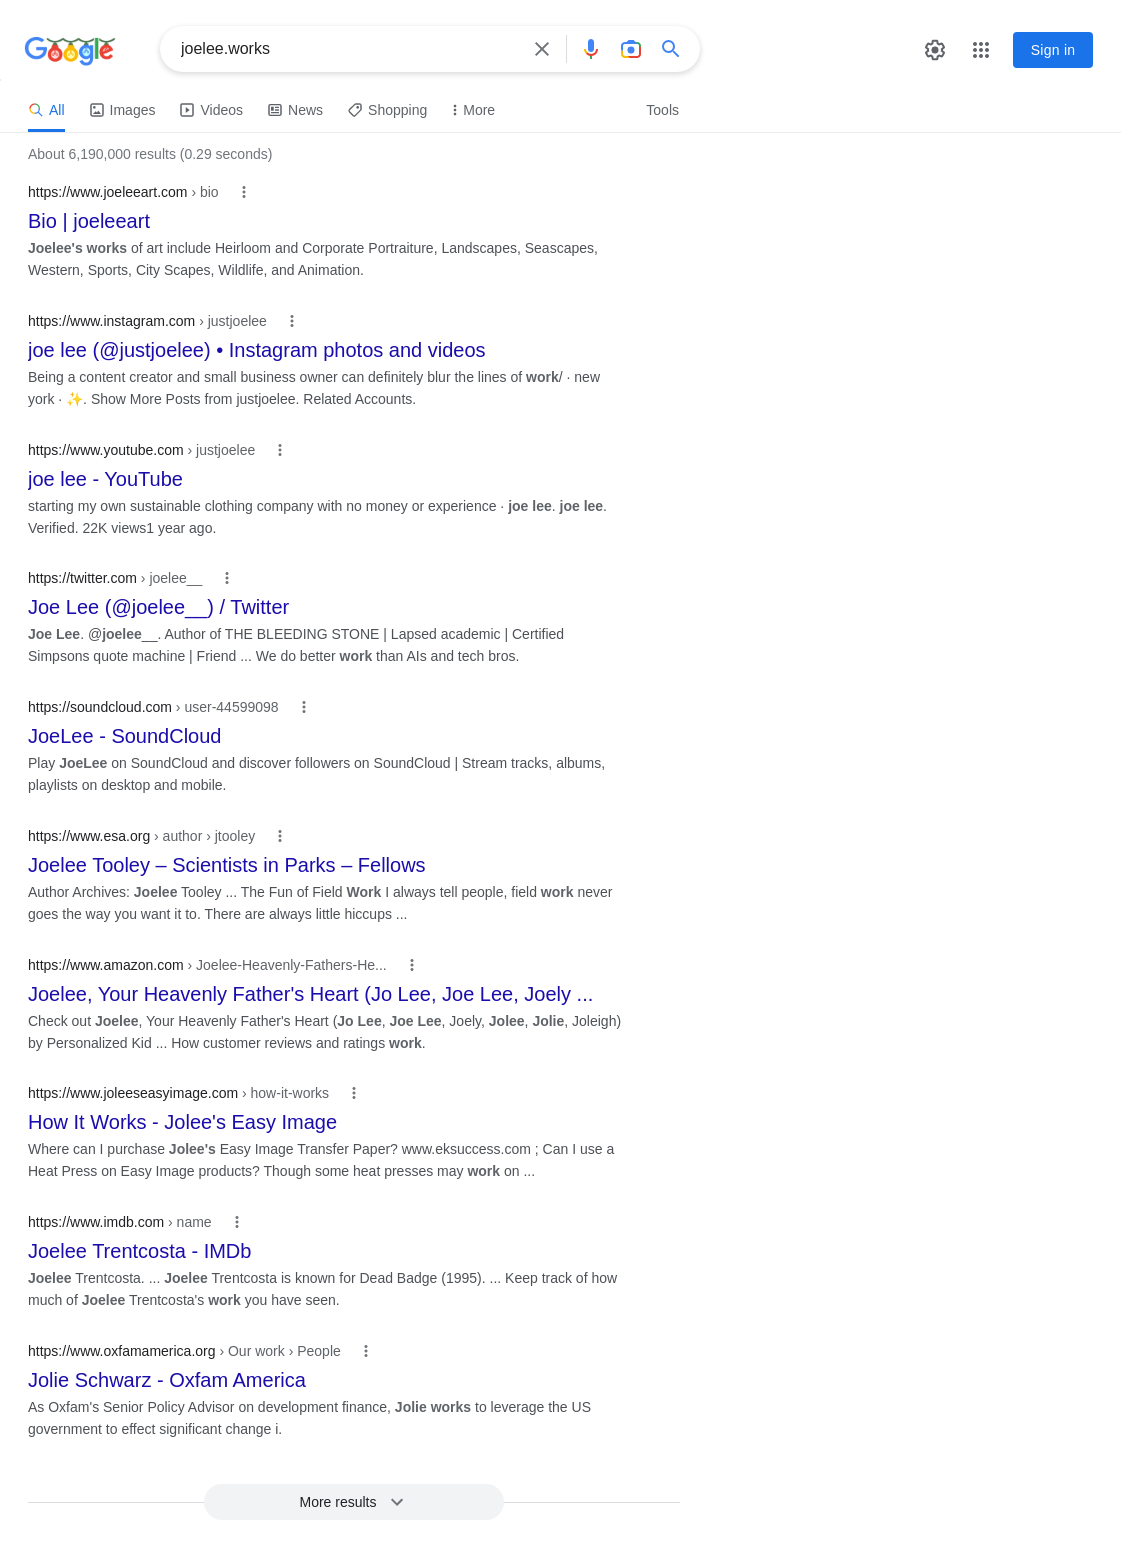 Google
joelee.works
Sign in
All Images Videos News Shopping More Tools
About 6,190,000 results (0.29 seconds)
https://www.joeleeart.com › bio
Bio | joeleeart
Joelee's works of art include Heirloom and Corporate Portraiture, Landscapes, Seascapes,
Western, Sports, City Scapes, Wildlife, and Animation.
https://www.instagram.com › justjoelee
joe lee (@justjoelee) • Instagram photos and videos
Being a content creator and small business owner can definitely blur the lines of work/ · new
york · ✨. Show More Posts from justjoelee. Related Accounts.
https://www.youtube.com › justjoelee
joe lee - YouTube
starting my own sustainable clothing company with no money or experience · joe lee. joe lee.
Verified. 22K views1 year ago.
https://twitter.com › joelee__
Joe Lee (@joelee__) / Twitter
Joe Lee. @joelee__. Author of THE BLEEDING STONE | Lapsed academic | Certified
Simpsons quote machine | Friend ... We do better work than AIs and tech bros.
https://soundcloud.com › user-44599098
JoeLee - SoundCloud
Play JoeLee on SoundCloud and discover followers on SoundCloud | Stream tracks, albums,
playlists on desktop and mobile.
https://www.esa.org › author › jtooley
Joelee Tooley – Scientists in Parks – Fellows
Author Archives: Joelee Tooley ... The Fun of Field Work I always tell people, field work never
goes the way you want it to. There are always little hiccups ...
https://www.amazon.com › Joelee-Heavenly-Fathers-He...
Joelee, Your Heavenly Father's Heart (Jo Lee, Joe Lee, Joely ...
Check out Joelee, Your Heavenly Father's Heart (Jo Lee, Joe Lee, Joely, Jolee, Jolie, Joleigh)
by Personalized Kid ... How customer reviews and ratings work.
https://www.joleeseasyimage.com › how-it-works
How It Works - Jolee's Easy Image
Where can I purchase Jolee's Easy Image Transfer Paper? www.eksuccess.com ; Can I use a
Heat Press on Easy Image products? Though some heat presses may work on ...
https://www.imdb.com › name
Joelee Trentcosta - IMDb
Joelee Trentcosta. ... Joelee Trentcosta is known for Dead Badge (1995). ... Keep track of how
much of Joelee Trentcosta's work you have seen.
https://www.oxfamamerica.org › Our work › People
Jolie Schwarz - Oxfam America
As Oxfam's Senior Policy Advisor on development finance, Jolie works to leverage the US
government to effect significant change i.
More results